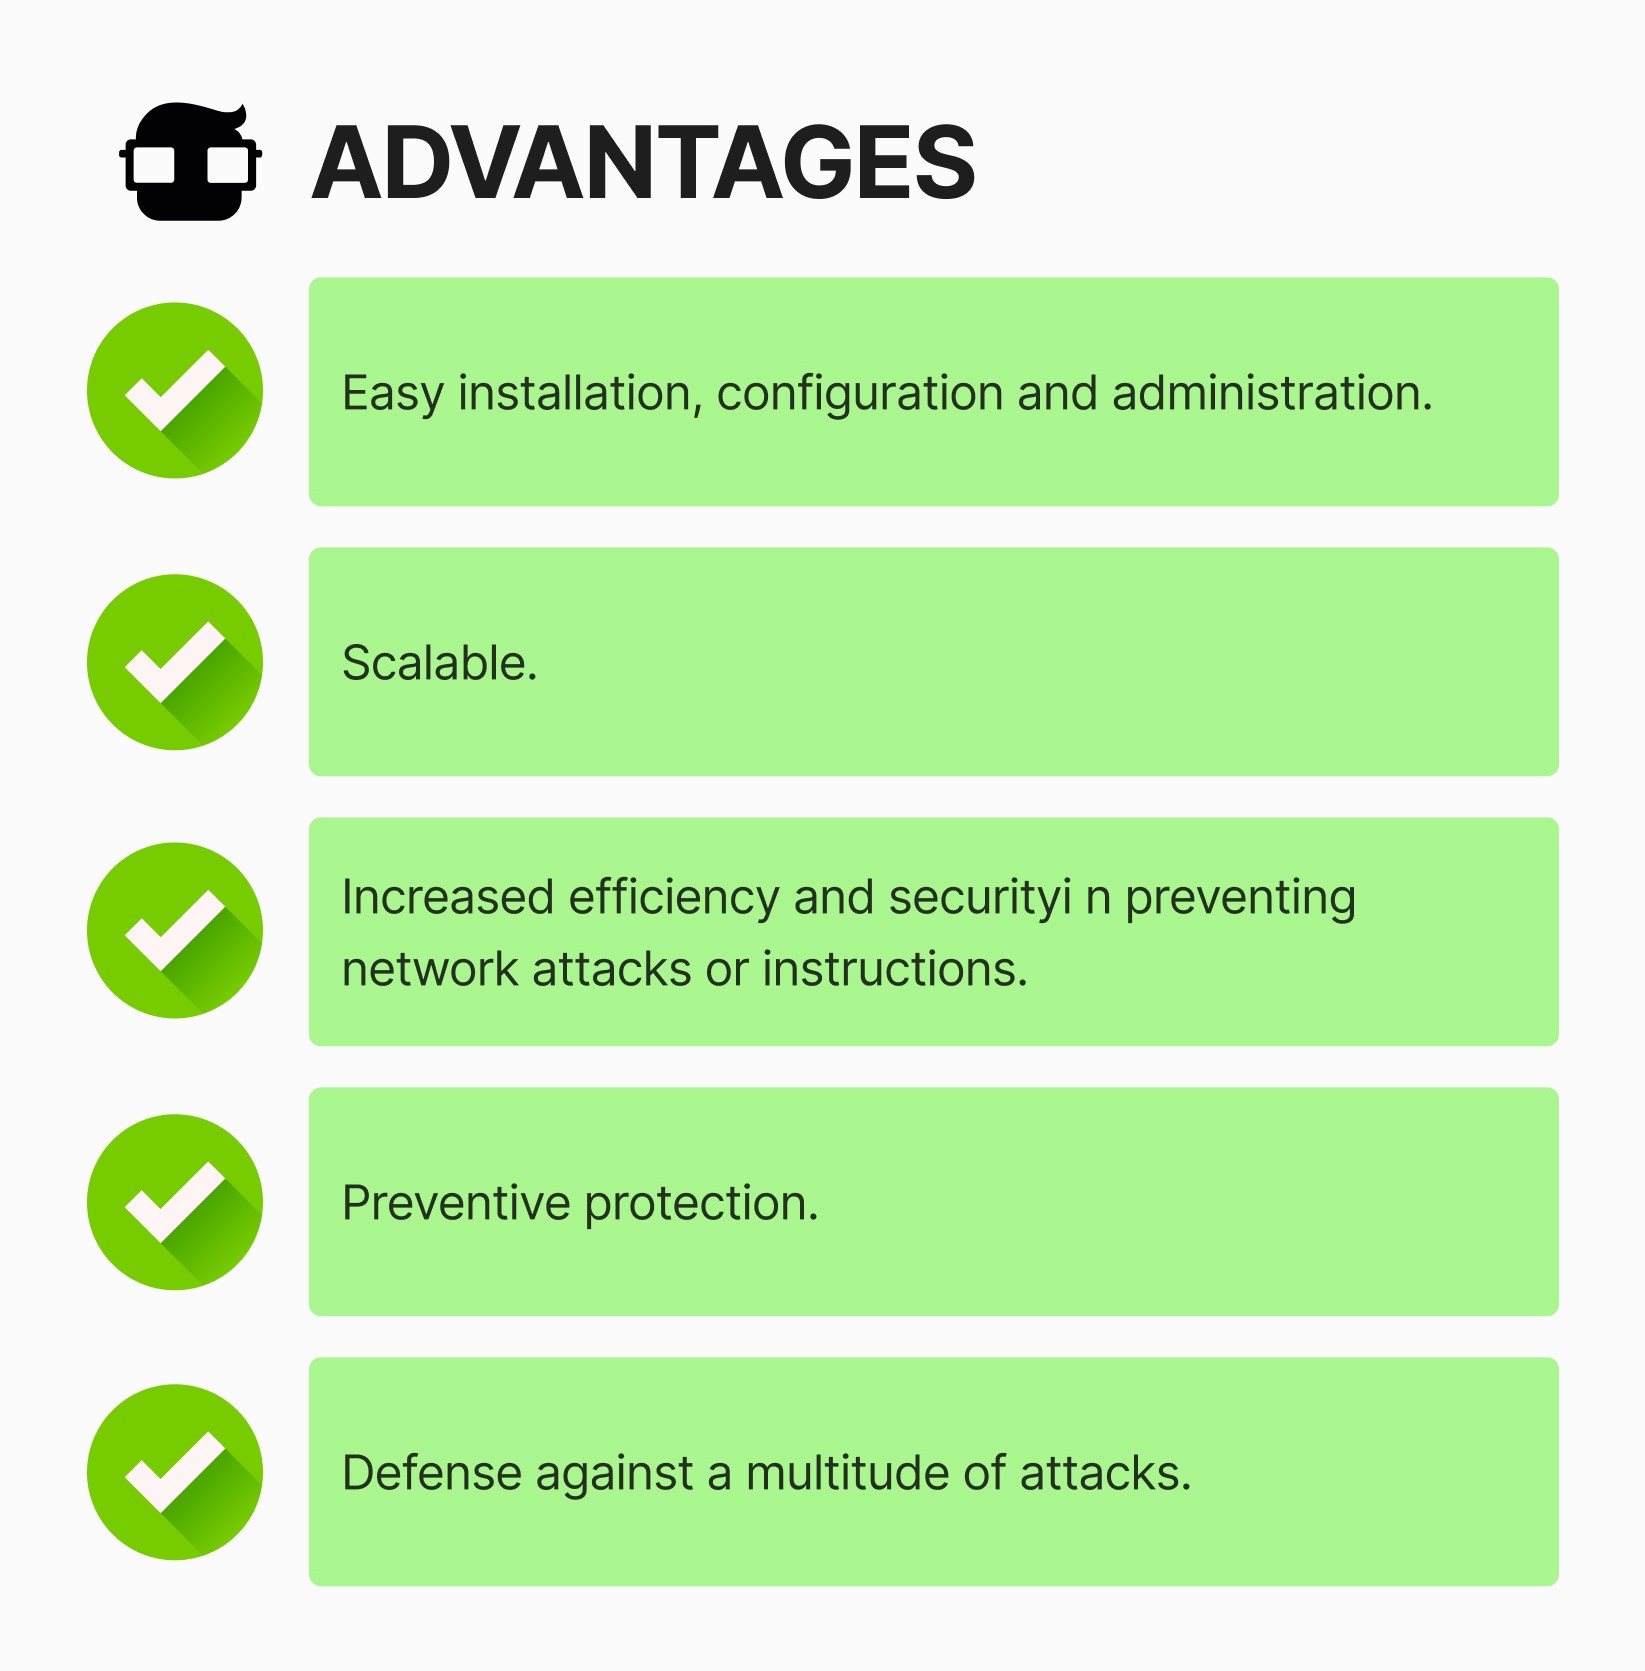 ADVANTAGES
Easy installation, configuration and administration.
Scalable.
Increased efficiency and securityi n preventing
network attacks or instructions.
Preventive protection.
Defense against a multitude of attacks.